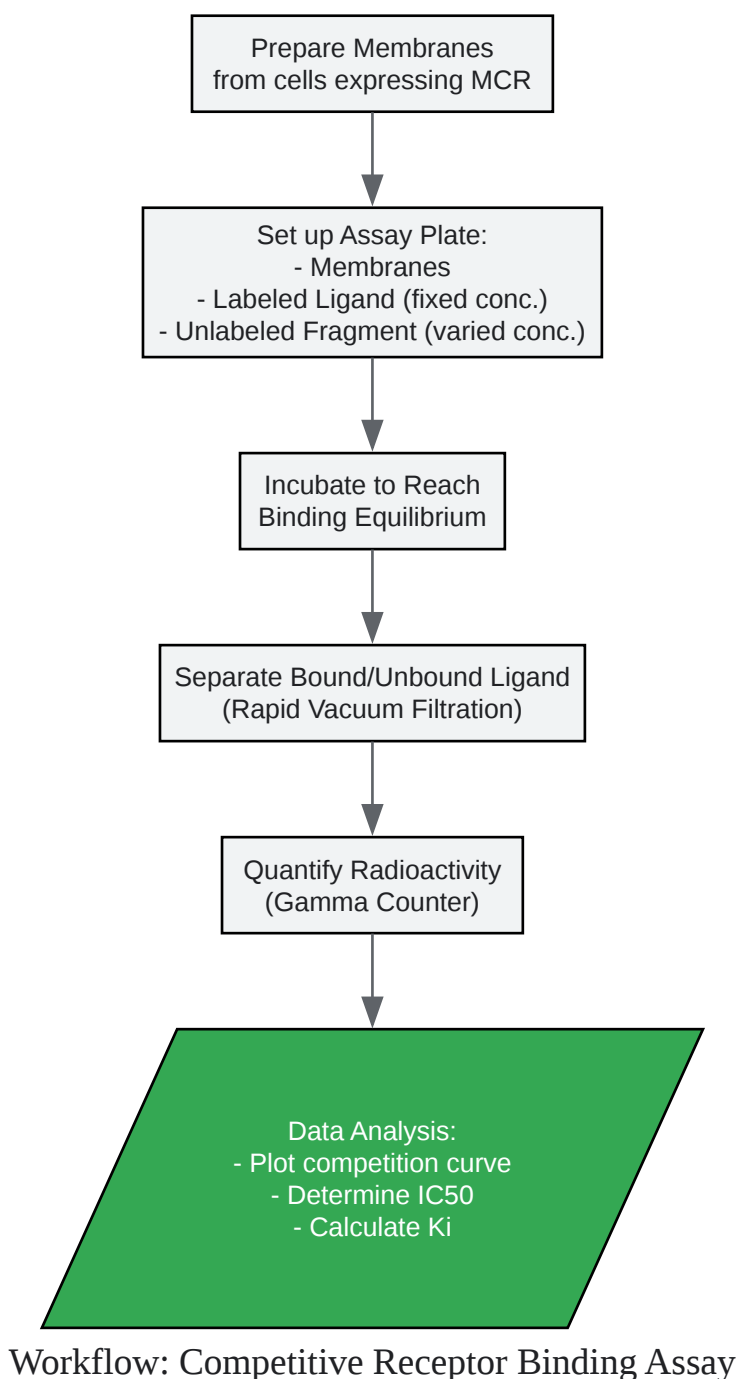 Prepare Membranes
from cells expressing MCR
Set up Assay Plate:
- Membranes
- Labeled Ligand (fixed conc.)
- Unlabeled Fragment (varied conc.)
Incubate to Reach
Binding Equilibrium
Separate Bound/Unbound Ligand
(Rapid Vacuum Filtration)
Quantify Radioactivity
(Gamma Counter)
Data Analysis:
- Plot competition curve
- Determine IC50
- Calculate Ki
Workflow: Competitive Receptor Binding Assay